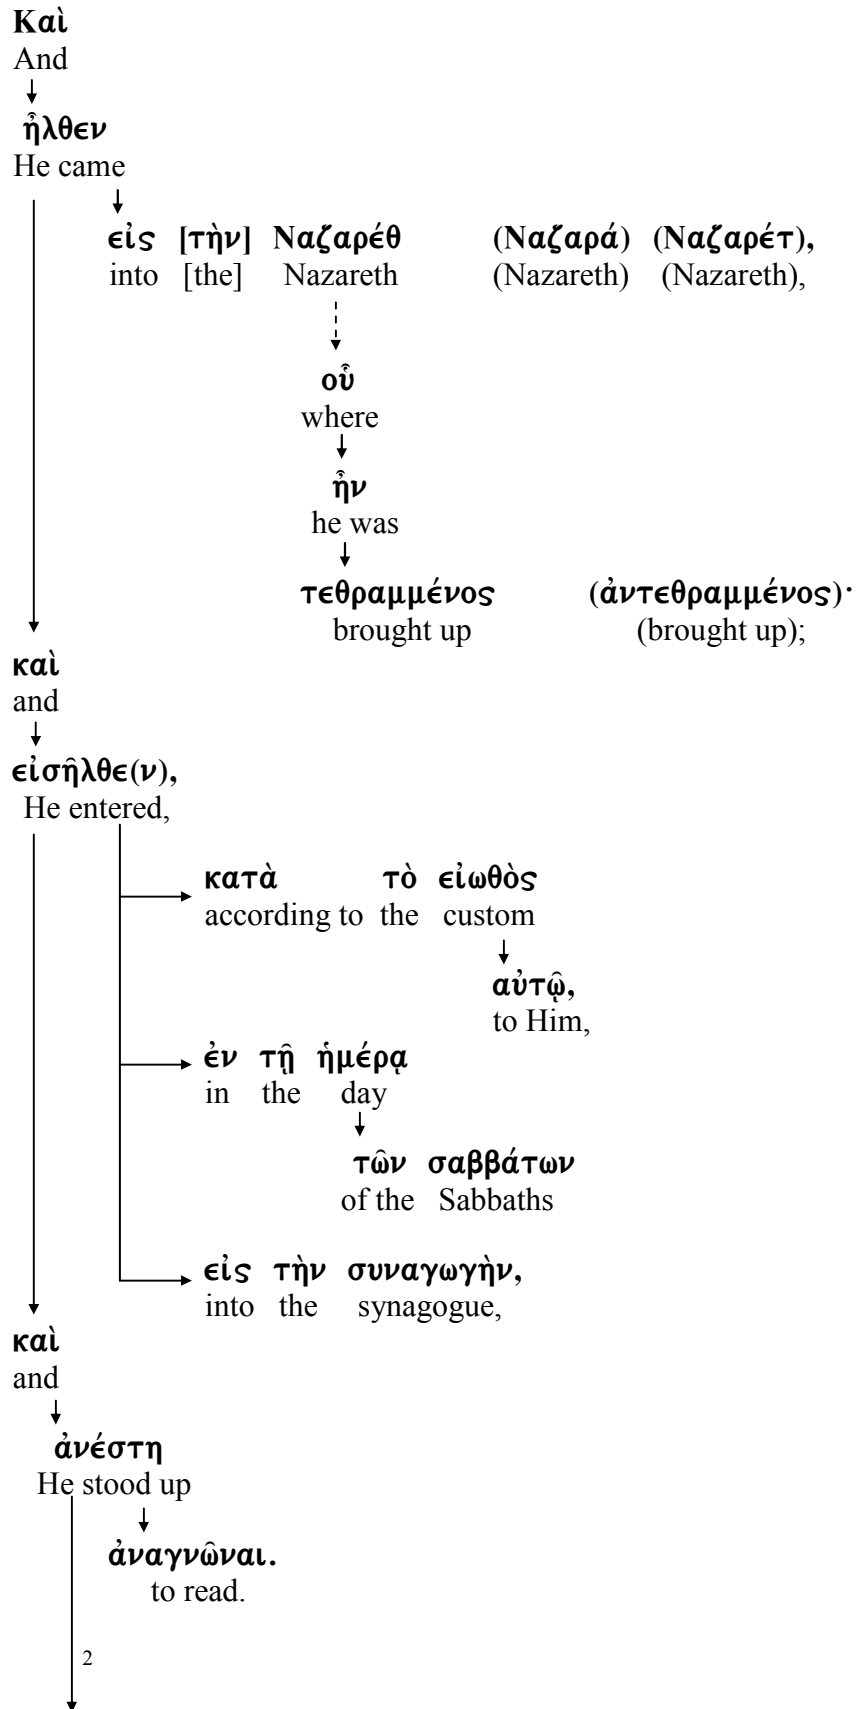 Καὶ
And
ἦλθεν
He came
εἰς [τὴν] Ναζαρέθ (Ναζαρά) (Ναζαρέτ),
into [the] Nazareth (Nazareth) (Nazareth),
οὗ
where
ἦν
he was
τεθραμμένος (ἀντεθραμμένος)·
brought up (brought up);
καὶ
and
εἰσῆλθε(ν),
He entered,
κατὰ τὸ εἰωθὸς
according to the custom
αὐτῷ,
to Him,
ἐν τῇ ἡμέρᾳ
in the day
τῶν σαββάτων
of the Sabbaths
εἰς τὴν συναγωγὴν,
into the synagogue,
καὶ
and
ἀνέστη
He stood up
ἀναγνῶναι.
to read.
2